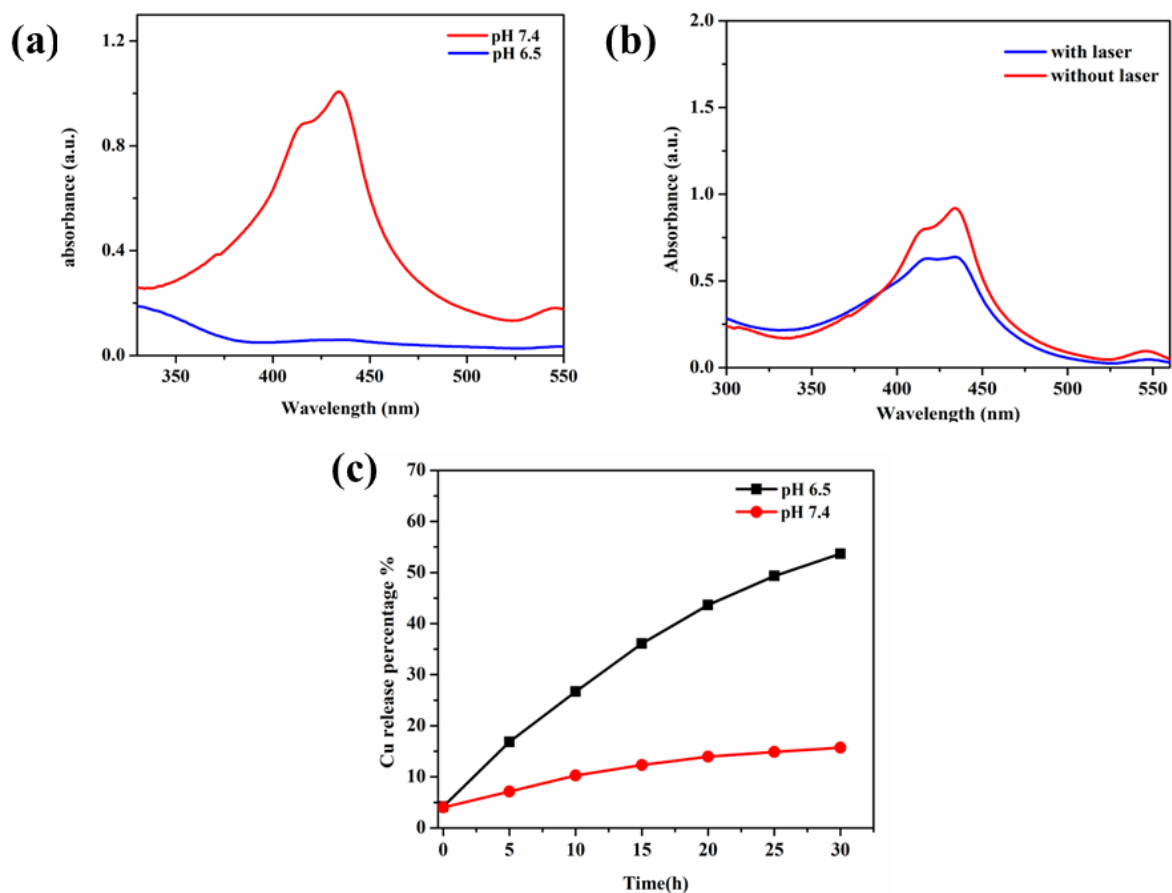 (a)
pH 7.4
pH 6.5
1.2
0.8
0.4
0.0
absorbance (a.u.)
350 400 450 500 550
Wavelength (nm)
(b)
with laser
without laser
2.0
1.5
1.0
0.5
0.0
Absorbance (a.u.)
300 350 400 450 500 550
Wavelength (nm)
(c)
pH 6.5
pH 7.4
70
60
50
40
30
20
10
0
Cu release percentage %
0 5 10 15 20 25 30
Time(h)